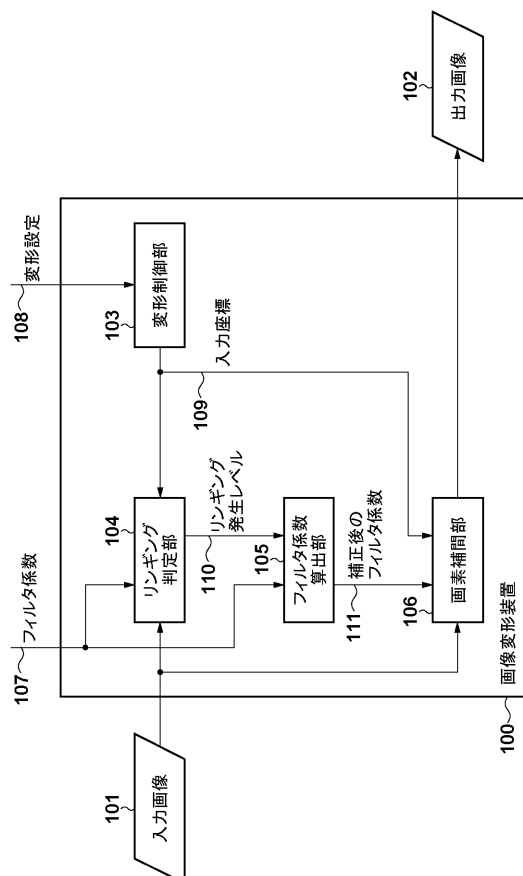 101
入力画像
107
フィルタ係数
108
変形設定
104
リンギング
判定部
103
変形制御部
109
入力座標
110
リンギング
発生レベル
105
フィルタ係数
算出部
111
補正後の
フィルタ係数
106
画素補間部
102
出力画像
100
画像変形装置